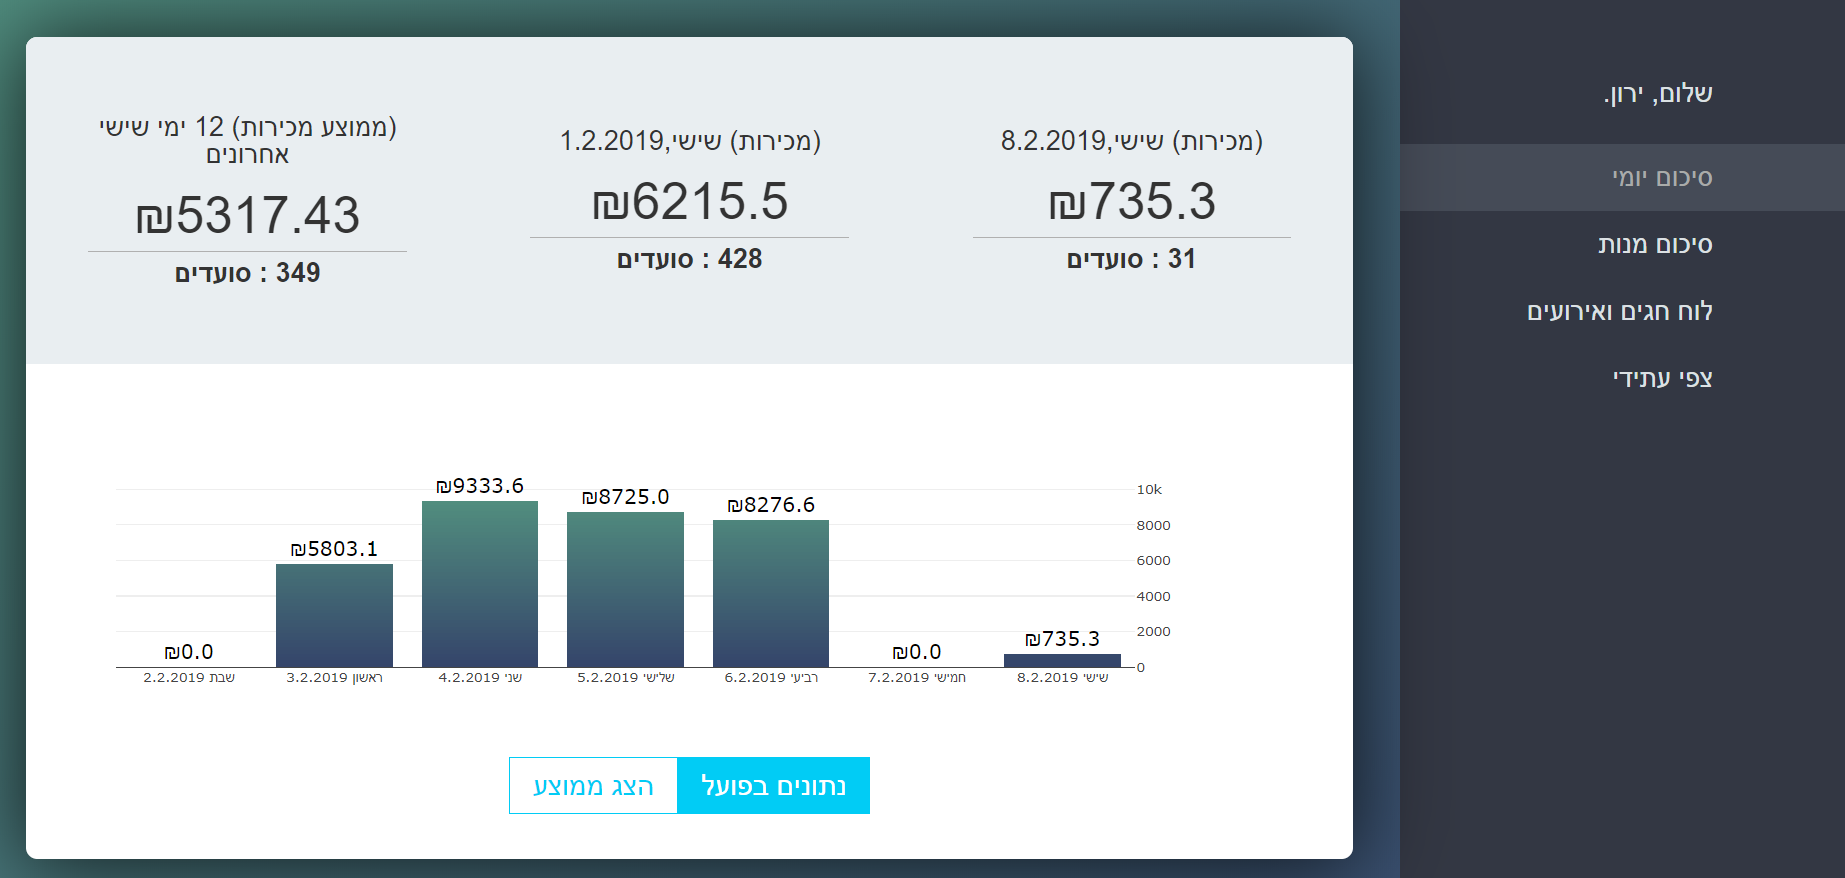 שלום, ירון.
סיכום יומי
סיכום מנות
לוח חגים ואירועים
צפי עתידי
(מכירות) שישי,8.2.2019
₪735.3
31 : סועדים
(מכירות) שישי,1.2.2019
₪6215.5
428 : סועדים
(ממוצע מכירות) 12 ימי שישי
אחרונים
₪5317.43
349 : סועדים
10k
8000
6000
4000
2000
0
₪0.0
₪5803.1
₪9333.6
₪8725.0
₪8276.6
₪0.0
₪735.3
שבת 2.2.2019
ראשון 3.2.2019
שני 4.2.2019
שלישי 5.2.2019
רביעי 6.2.2019
חמישי 7.2.2019
שישי 8.2.2019
נתונים בפועל
הצג ממוצע